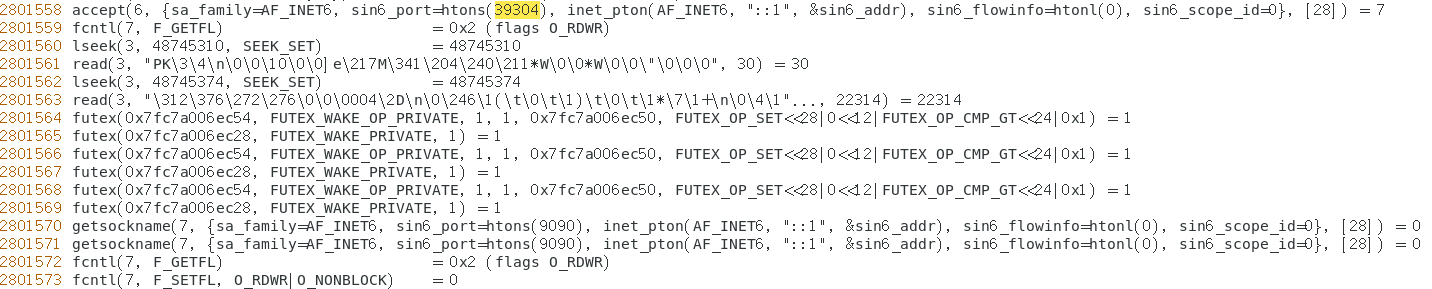 2801558 accept(6, {sa_family=AF_INET6, sin6_port=htons(39304), inet_pton(AF_INET6, "::1", &sin6_addr), sin6_flowinfo=htonl(0), sin6_scope_id=0}, [28]) = 7
2801559 fcntl(7, F_GETFL) = 0x2 (flags O_RDWR)
2801560 lseek(3, 48745310, SEEK_SET) = 48745310
2801561 read(3, "PK\3\4\n\0\0\10\0\0]e\217M\341\204\240\211*W\0\0*W\0\0\"\0\0\0", 30) = 30
2801562 lseek(3, 48745374, SEEK_SET) = 48745374
2801563 read(3, "\312\376\272\276\0\0\0004\2D\n\0\246\1(\t\0\t\1)\t\0\t\1*\7\1+\n\0\4\1"..., 22314) = 22314
2801564 futex(0x7fc7a006ec54, FUTEX_WAKE_OP_PRIVATE, 1, 1, 0x7fc7a006ec50, FUTEX_OP_SET<<28|0<<12|FUTEX_OP_CMP_GT<<24|0x1) = 1
2801565 futex(0x7fc7a006ec28, FUTEX_WAKE_PRIVATE, 1) = 1
2801566 futex(0x7fc7a006ec54, FUTEX_WAKE_OP_PRIVATE, 1, 1, 0x7fc7a006ec50, FUTEX_OP_SET<<28|0<<12|FUTEX_OP_CMP_GT<<24|0x1) = 1
2801567 futex(0x7fc7a006ec28, FUTEX_WAKE_PRIVATE, 1) = 1
2801568 futex(0x7fc7a006ec54, FUTEX_WAKE_OP_PRIVATE, 1, 1, 0x7fc7a006ec50, FUTEX_OP_SET<<28|0<<12|FUTEX_OP_CMP_GT<<24|0x1) = 1
2801569 futex(0x7fc7a006ec28, FUTEX_WAKE_PRIVATE, 1) = 1
2801570 getsockname(7, {sa_family=AF_INET6, sin6_port=htons(9090), inet_pton(AF_INET6, "::1", &sin6_addr), sin6_flowinfo=htonl(0), sin6_scope_id=0}, [28]) = 0
2801571 getsockname(7, {sa_family=AF_INET6, sin6_port=htons(9090), inet_pton(AF_INET6, "::1", &sin6_addr), sin6_flowinfo=htonl(0), sin6_scope_id=0}, [28]) = 0
2801572 fcntl(7, F_GETFL) = 0x2 (flags O_RDWR)
2801573 fcntl(7, F_SETFL, O_RDWR|O_NONBLOCK) = 0